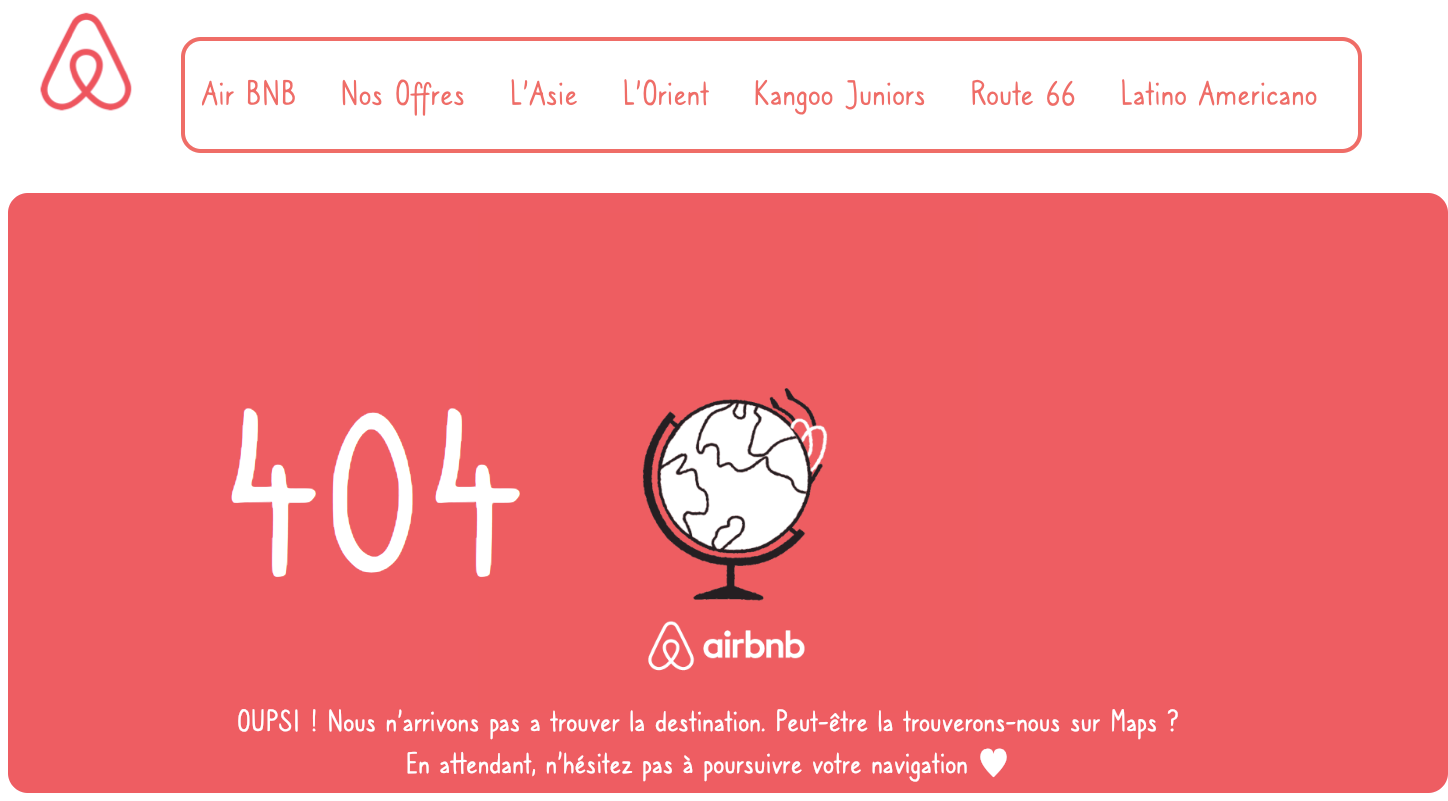 Air BNB Nos Offres L'Asie L'Orient Kangoo Juniors Route 66 Latino Americano
404
airbnb
OUPSI ! Nous n'arrivons pas a trouver la destination. Peut-être la trouverons-nous sur Maps ?
En attendant, n'hésitez pas à poursuivre votre navigation ♥